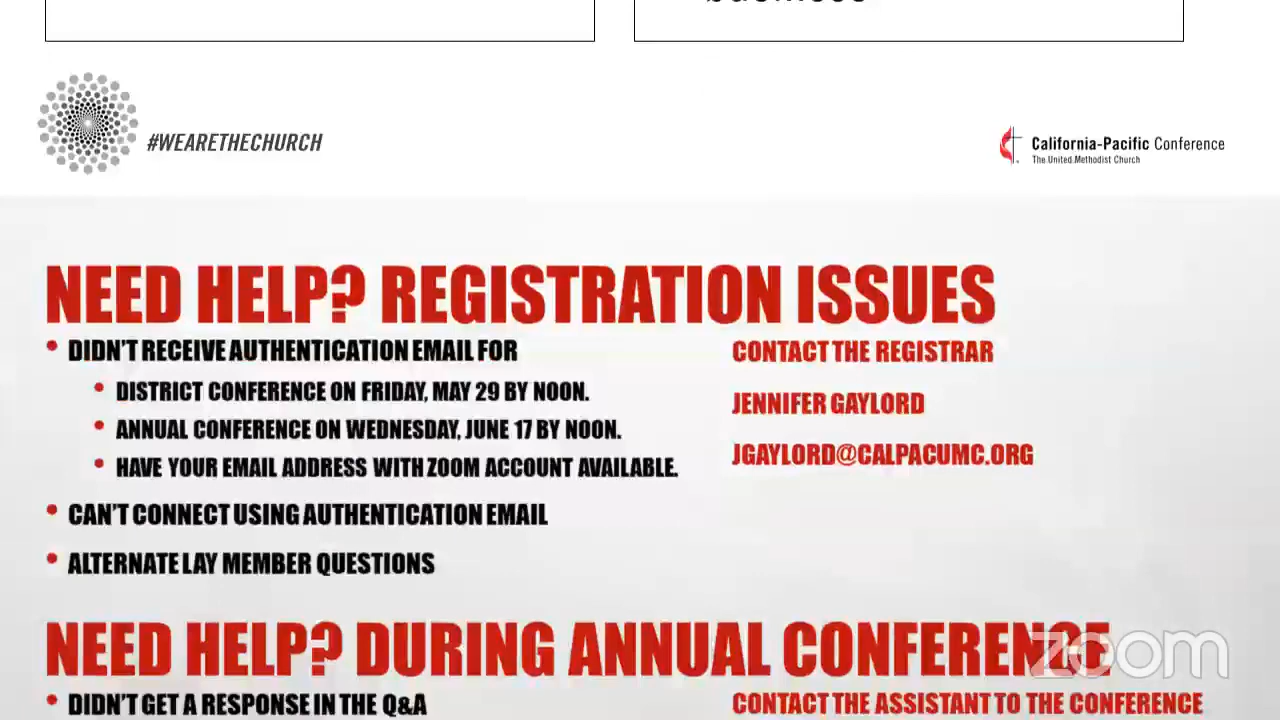 #WEARETHECHURCH
California-Pacific Conference
The United Methodist Church
NEED HELP? REGISTRATION ISSUES
• DIDN'T RECEIVE AUTHENTICATION EMAIL FOR
• DISTRICT CONFERENCE ON FRIDAY, MAY 29 BY NOON.
• ANNUAL CONFERENCE ON WEDNESDAY, JUNE 17 BY NOON.
• HAVE YOUR EMAIL ADDRESS WITH ZOOM ACCOUNT AVAILABLE.
• CAN'T CONNECT USING AUTHENTICATION EMAIL
• ALTERNATE LAY MEMBER QUESTIONS
CONTACT THE REGISTRAR
JENNIFER GAYLORD
JGAYLORD@CALPACUMC.ORG
NEED HELP? DURING ANNUAL CONFERENCE
zoom
• DIDN'T GET A RESPONSE IN THE Q&A
CONTACT THE ASSISTANT TO THE CONFERENCE